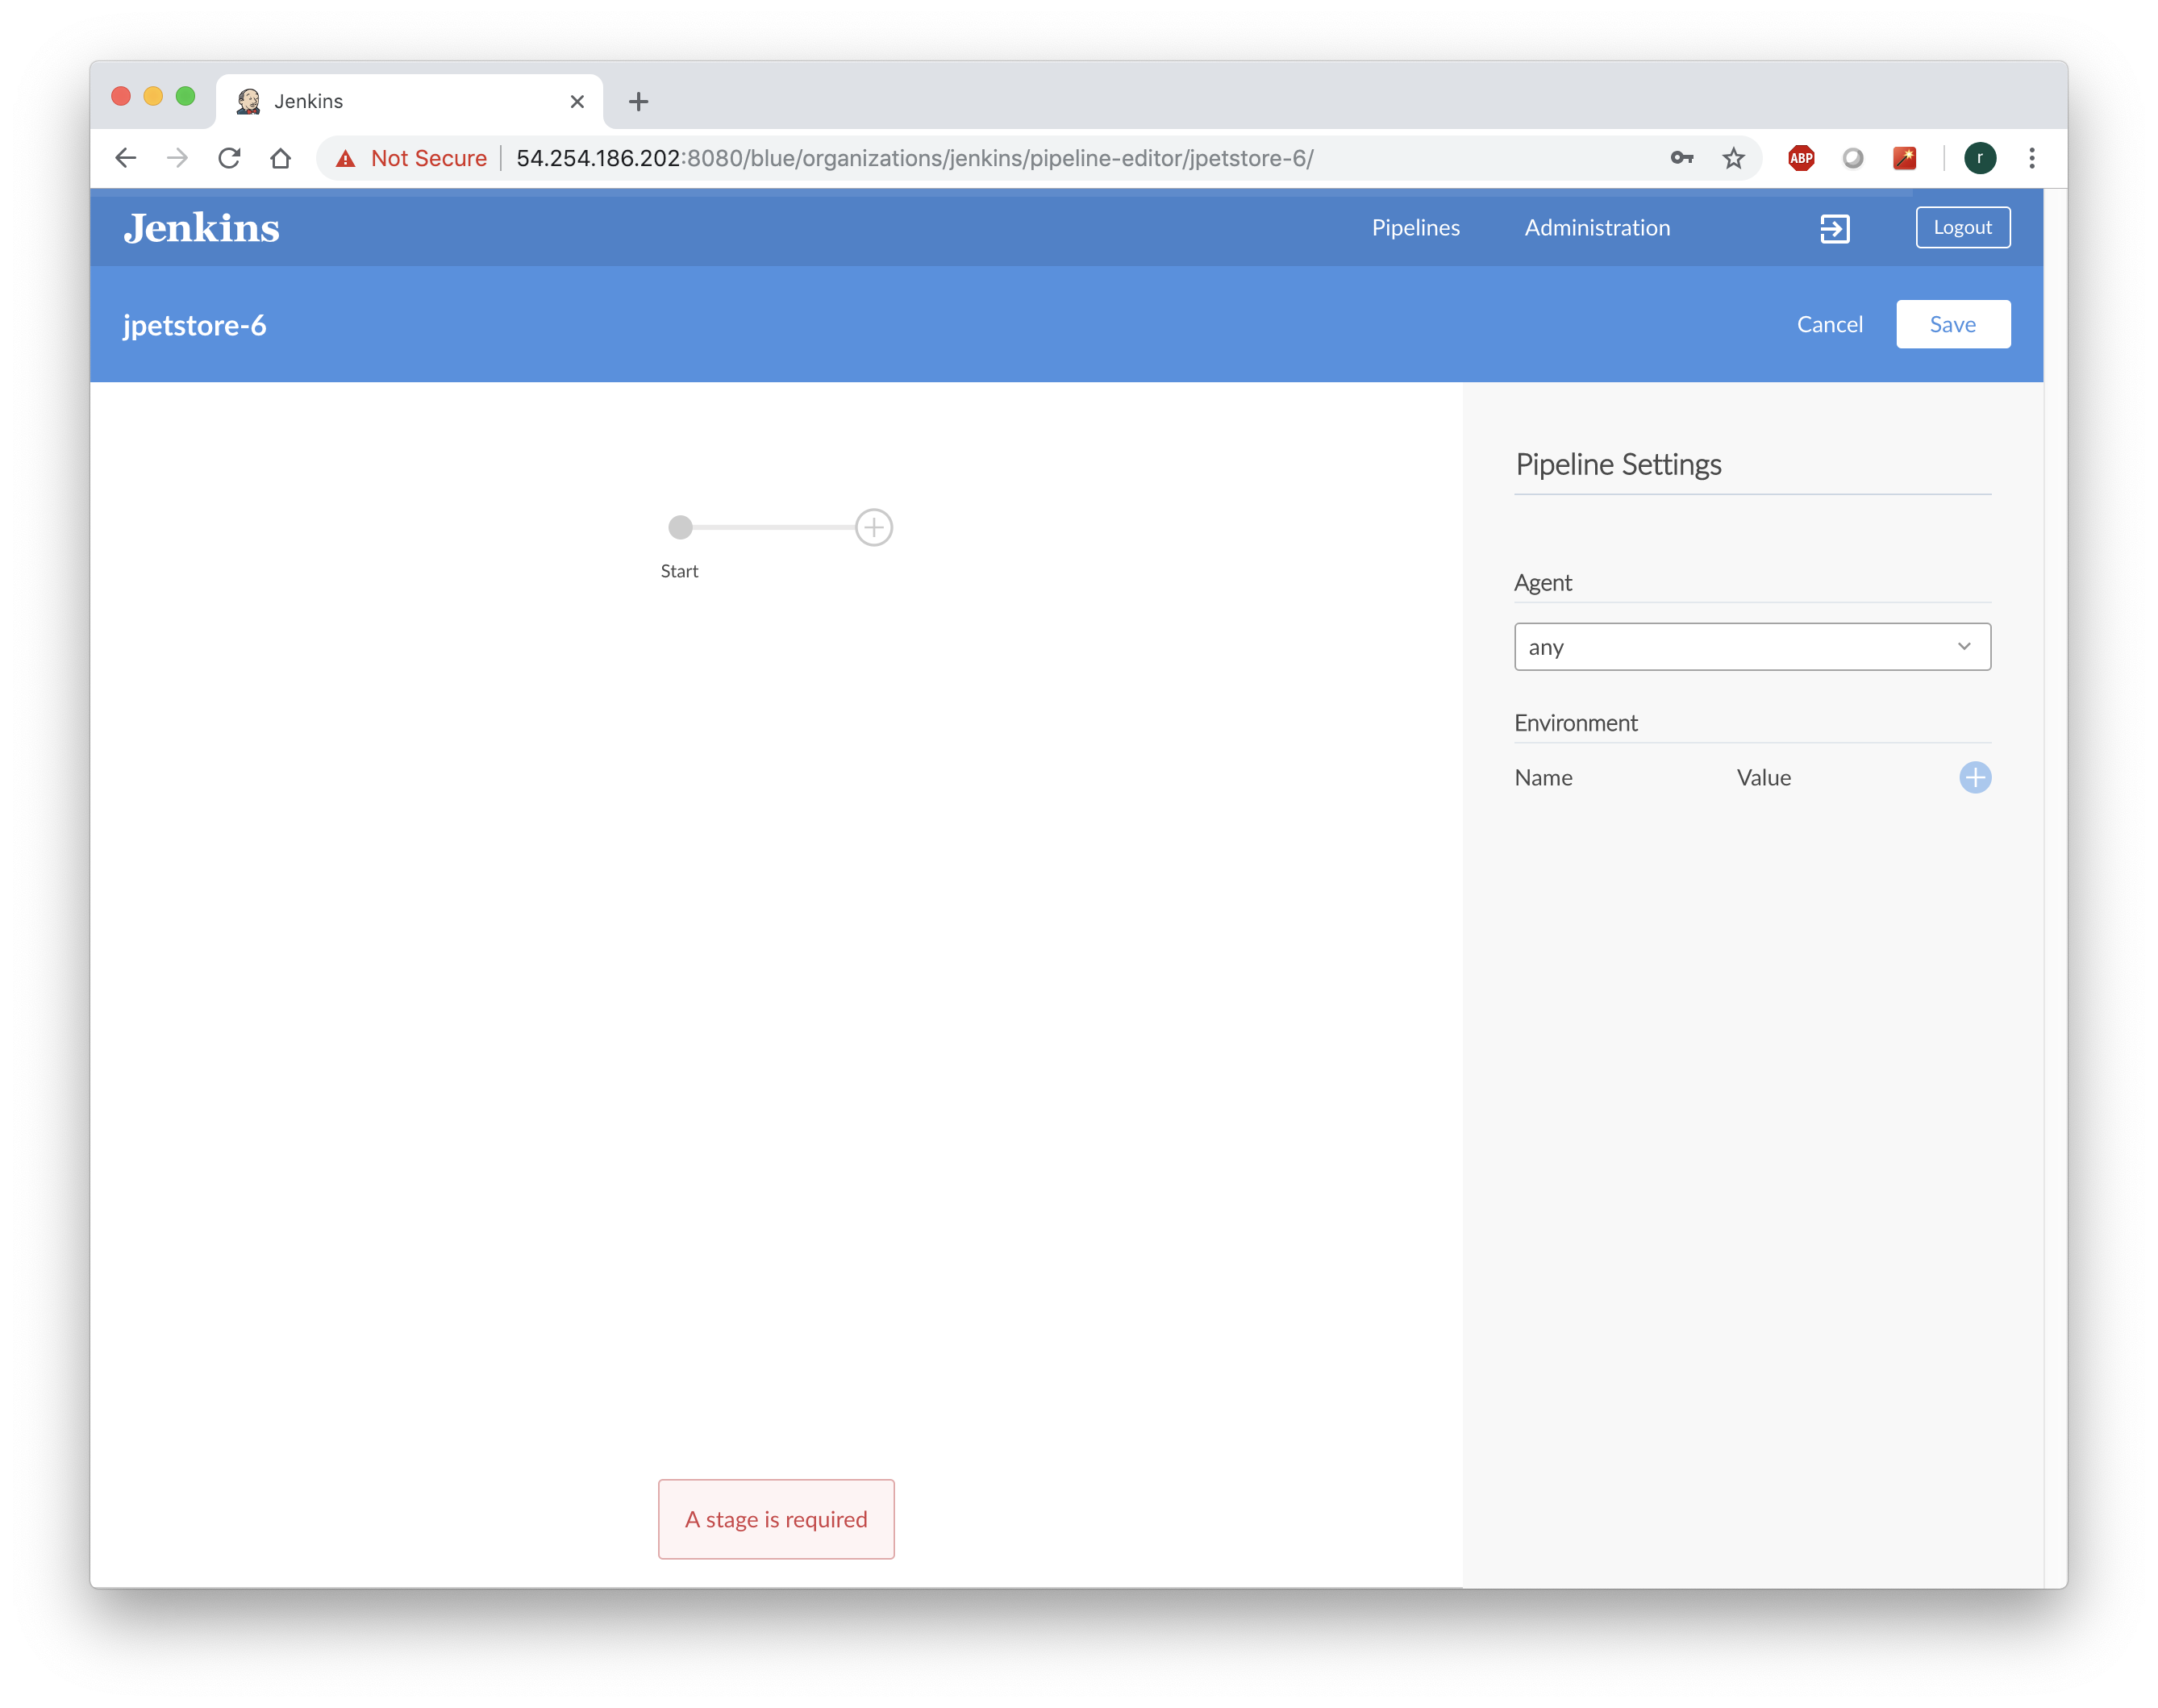 Jenkins
Not Secure 54.254.186.202:8080/blue/organizations/jenkins/pipeline-editor/jpetstore-6/
ABP
r
Jenkins
Pipelines
Administration
Logout
jpetstore-6
Cancel
Save
Start
Pipeline Settings
Agent
any
Environment
Name Value
A stage is required